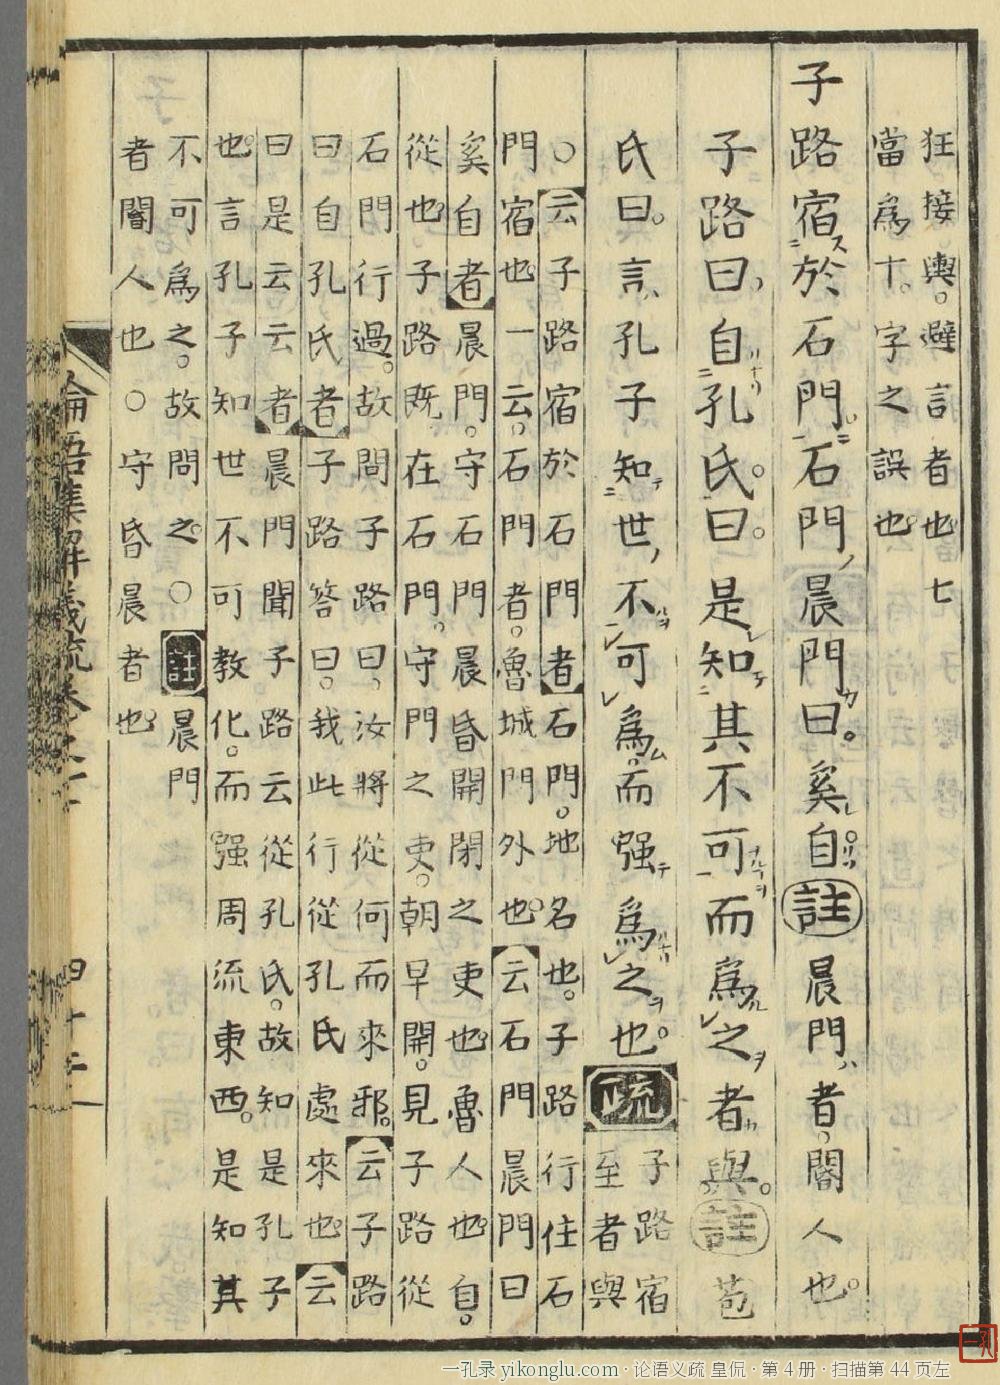 狂接輿。避言者也七
當爲十。字之誤也
子路宿於石門。石門晨門曰。奚自註晨門者。閽人也。
子路曰自孔氏。曰。是知其不可而爲之者與。註苞
氏曰。言孔子知世不可爲。而强爲之也。疏子路宿
至者與
○云子路宿於石門者石門。地名也。子路行住石
門宿也一云。石門者。魯城門外也。云石門晨門曰
奚自者晨門。守石門晨昏開閉之吏也魯人也自。
從也子路既在石門。守門之吏。朝早開。見子路從
石門行過。故問子路曰。汝將從何而來邪。云子路
曰自孔氏者子路答曰。我此行從孔氏處來也云
曰是云云者晨門聞子路云從孔氏。故知是孔子
也。言孔子知世不可教化。而强周流東西。是知其
不可爲之。故問之。○註晨門
者閽人也○守昏晨者也
論語集解義疏卷之七
四十二
一孔录 yikonglu.com · 论语义疏 皇侃 · 第 4 册 · 扫描第 44 页左
一孔